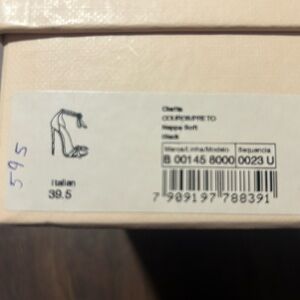 COURO/PRETO
Nappa Soft
Black
Marca/Linha/Modelo Sequencia
B 00145 8000 0023 U
Italian
39.5
7 909197 788391
595